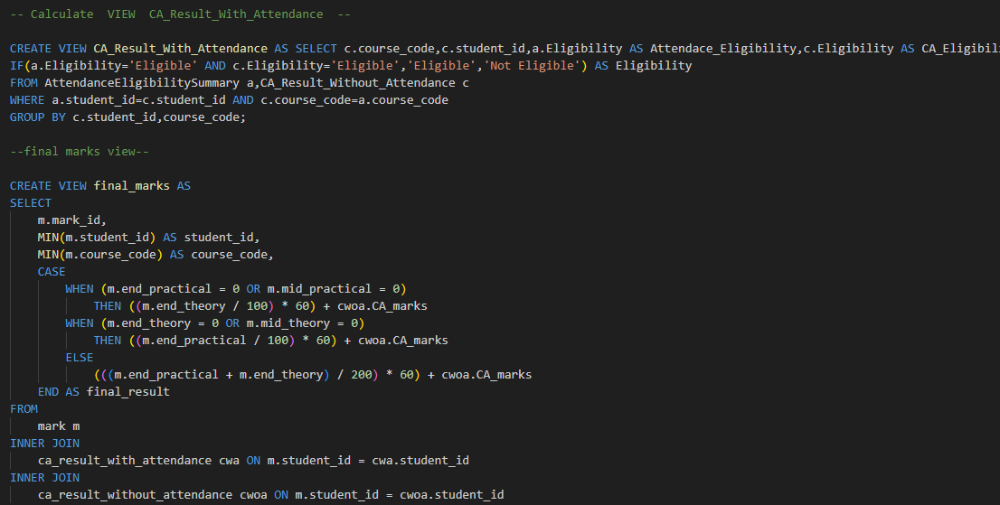 -- Calculate  VIEW  CA_Result_With_Attendance  --
CREATE VIEW CA_Result_With_Attendance AS SELECT c.course_code,c.student_id,a.Eligibility AS Attendace_Eligibility,c.Eligibility AS CA_Eligibili
IF(a.Eligibility='Eligible' AND c.Eligibility='Eligible','Eligible','Not Eligible') AS Eligibility
FROM AttendanceEligibilitySummary a,CA_Result_Without_Attendance c
WHERE a.student_id=c.student_id AND c.course_code=a.course_code
GROUP BY c.student_id,course_code;
--final marks view--
CREATE VIEW final_marks AS
SELECT
    m.mark_id,
    MIN(m.student_id) AS student_id,
    MIN(m.course_code) AS course_code,
    CASE
        WHEN (m.end_practical = 0 OR m.mid_practical = 0)
            THEN ((m.end_theory / 100) * 60) + cwoa.CA_marks
        WHEN (m.end_theory = 0 OR m.mid_theory = 0)
            THEN ((m.end_practical / 100) * 60) + cwoa.CA_marks
        ELSE
            (((m.end_practical + m.end_theory) / 200) * 60) + cwoa.CA_marks
    END AS final_result
FROM
    mark m
INNER JOIN
    ca_result_with_attendance cwa ON m.student_id = cwa.student_id
INNER JOIN
    ca_result_without_attendance cwoa ON m.student_id = cwoa.student_id